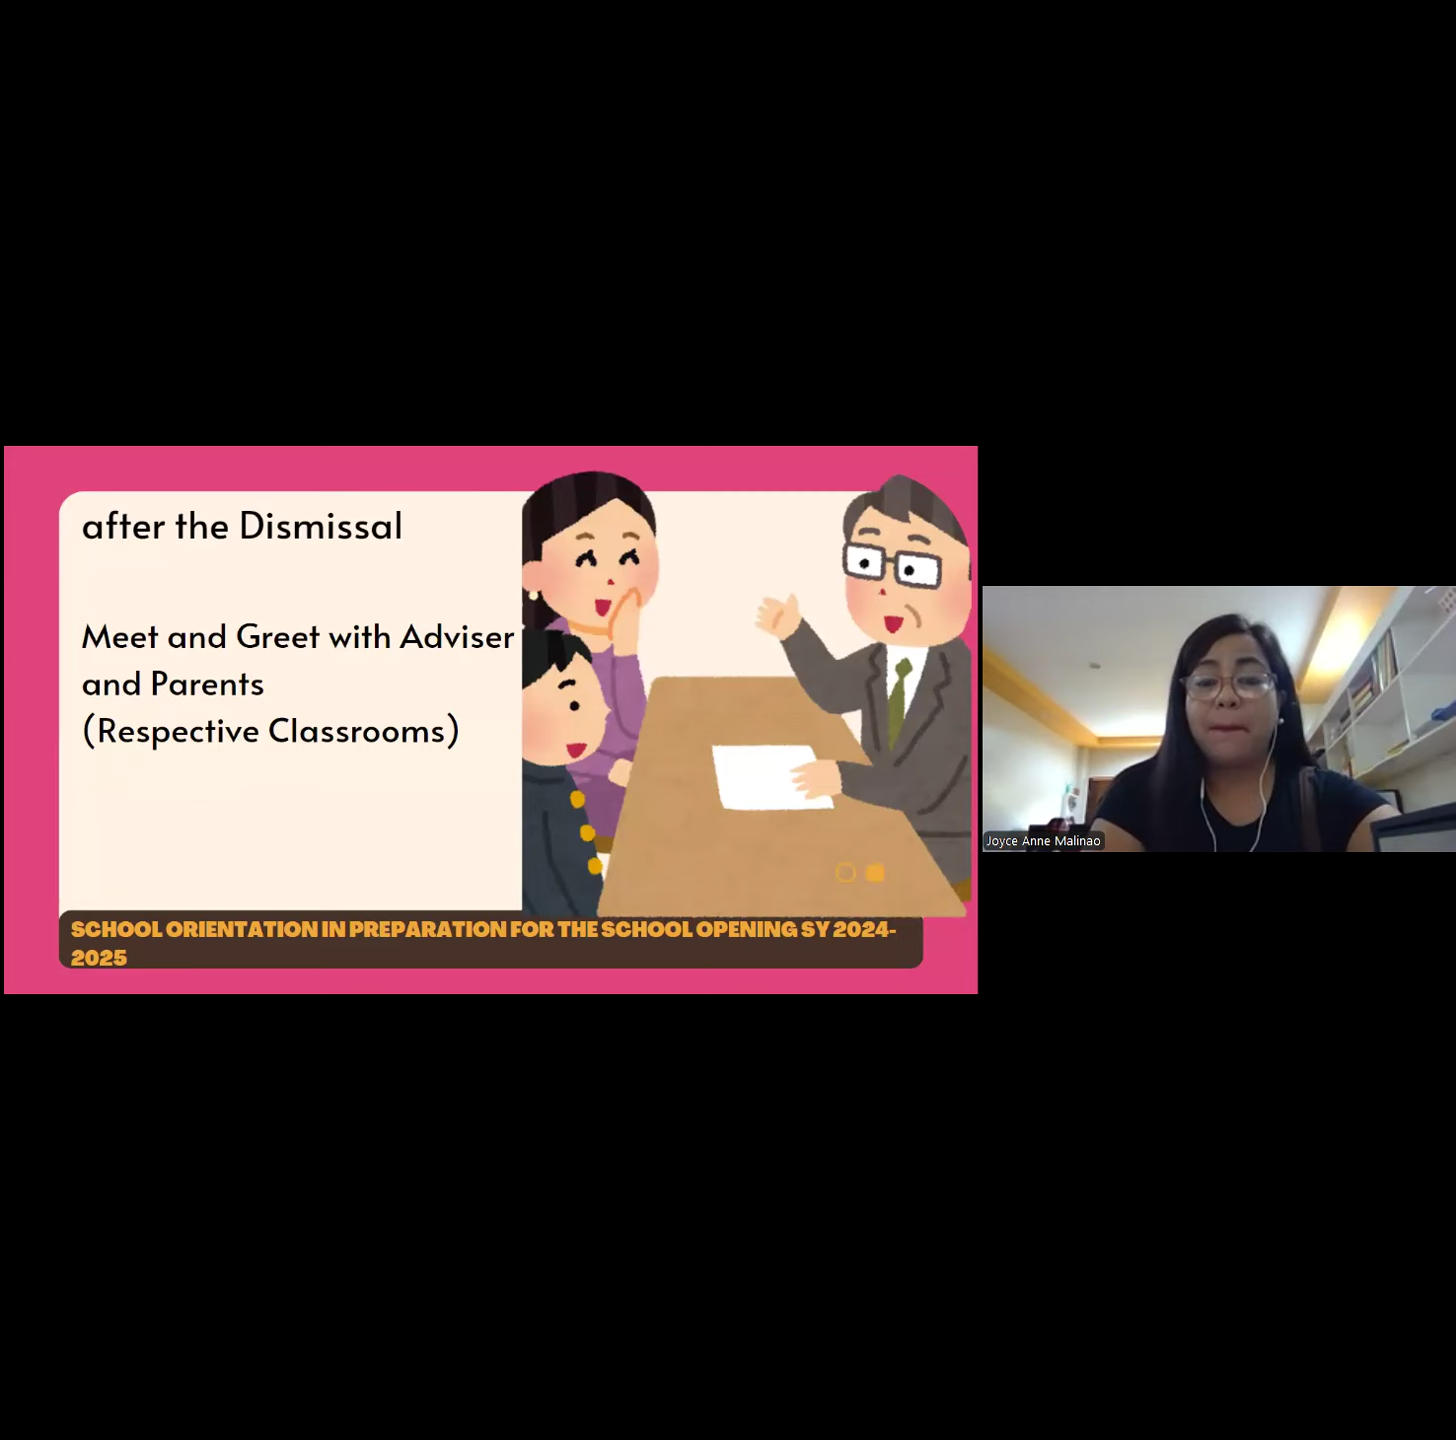 after the Dismissal
Meet and Greet with Adviser
and Parents
(Respective Classrooms)
SCHOOL ORIENTATION IN PREPARATION FOR THE SCHOOL OPENING SY 2024-
2025
Joyce Anne Malinao